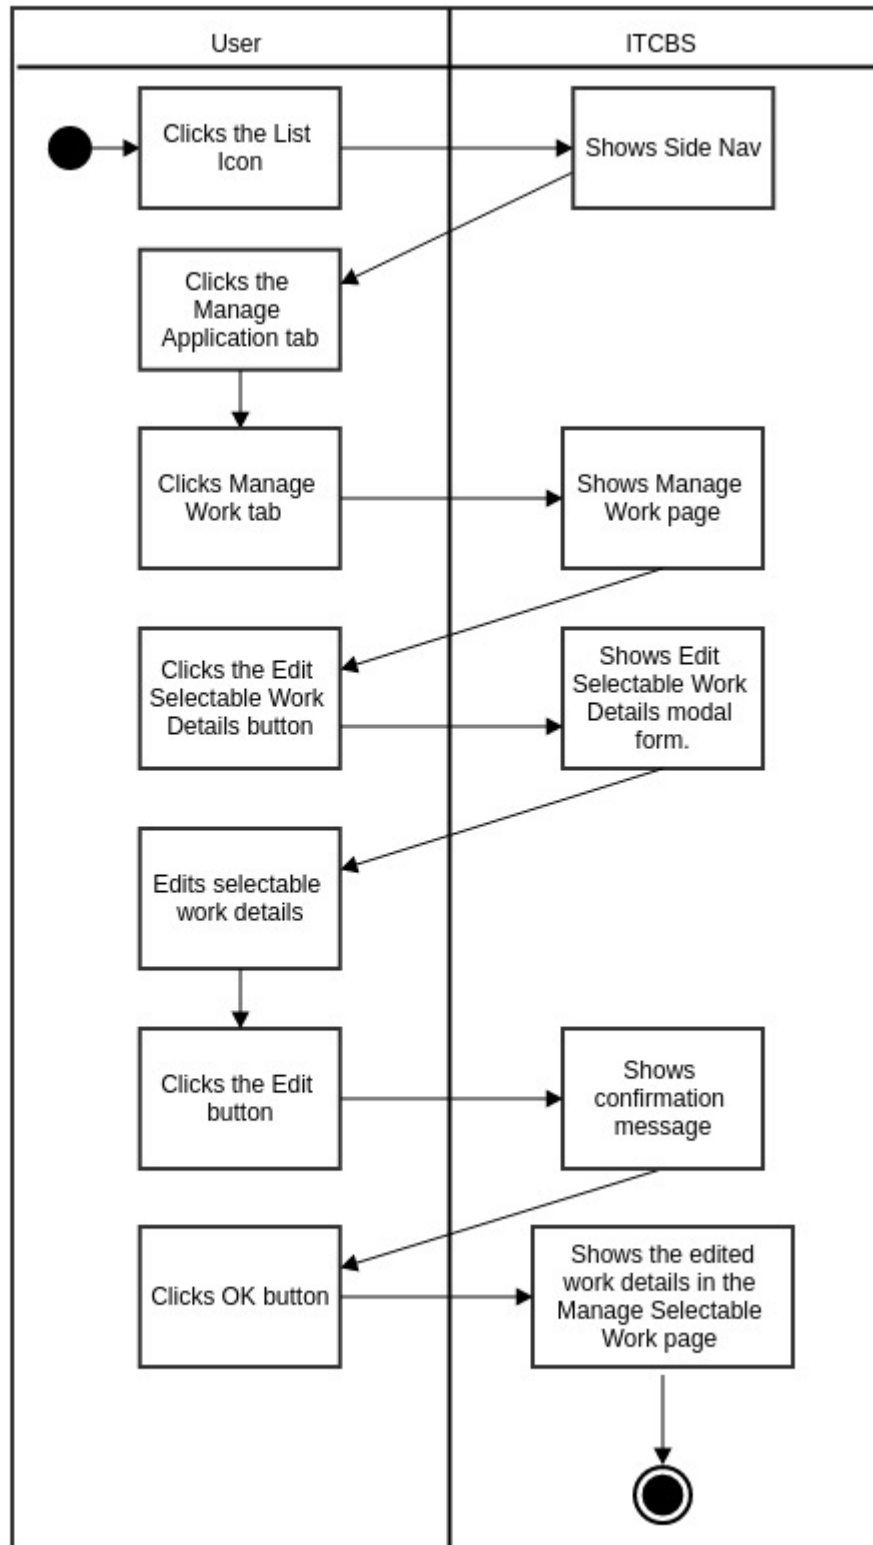 User
ITCBS
Clicks the List
Icon
Shows Side Nav
Clicks the
Manage
Application tab
Clicks Manage
Work tab
Shows Manage
Work page
Clicks the Edit
Selectable Work
Details button
Shows Edit
Selectable Work
Details modal
form.
Edits selectable
work details
Clicks the Edit
button
Shows
confirmation
message
Clicks OK button
Shows the edited
work details in the
Manage Selectable
Work page